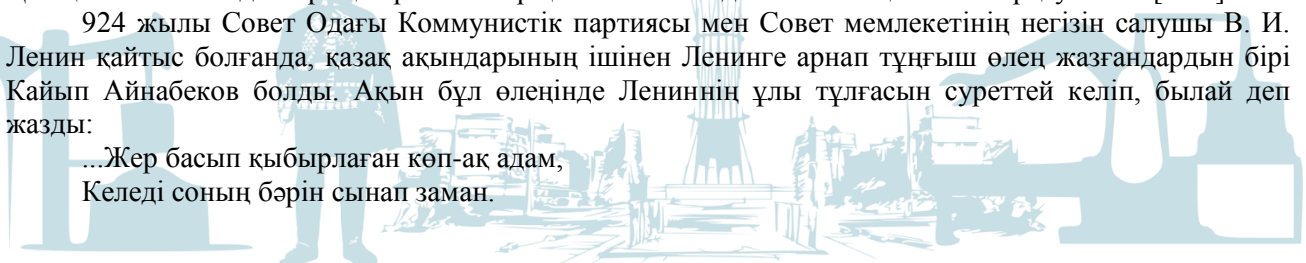 924 жылы Совет Одағы Коммунистік партиясы мен Совет мемлекетінің негізін салушы В. И.
Ленин қайтыс болғанда, қазақ ақындарының ішінен Ленинге арнап тұңғыш өлең жазғандардын бірі
Кайып Айнабеков болды. Ақын бұл өлеңінде Лениннің ұлы тұлғасын суреттей келіп, былай деп
жазды:
...Жер басып қыбырлаған көп-ақ адам,
Келеді соның бәрін сынап заман.